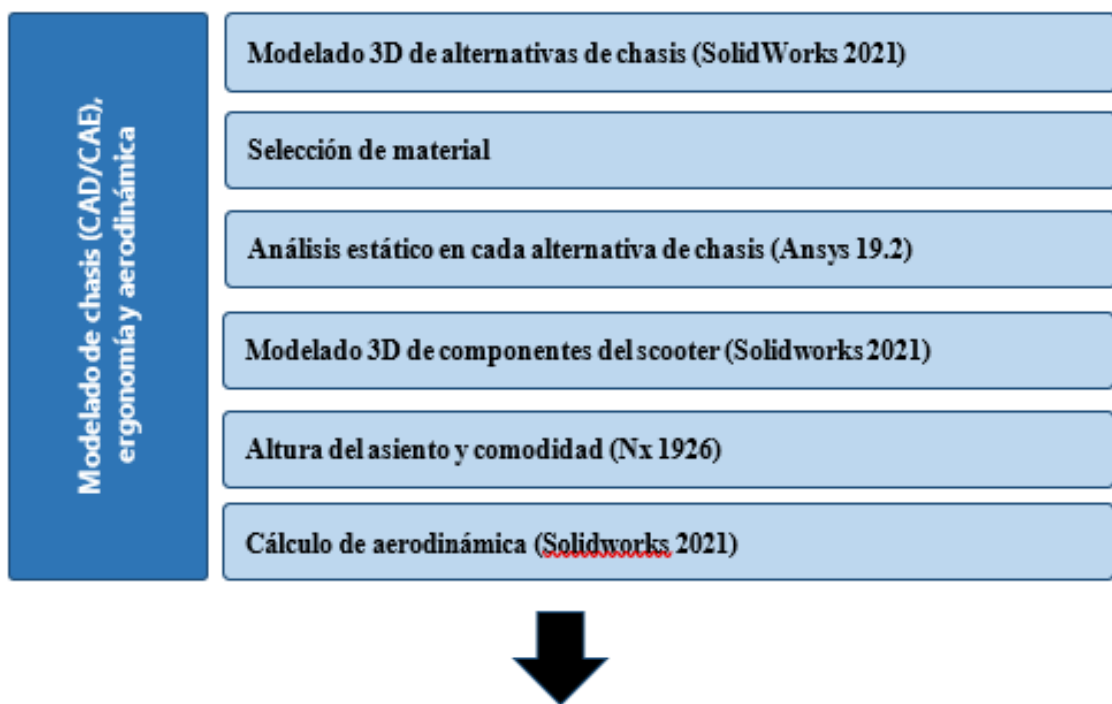 Modelado de chasis (CAD/CAE),
ergonomía y aerodinámica
Modelado 3D de alternativas de chasis (SolidWorks 2021)
Selección de material
Análisis estático en cada alternativa de chasis (Ansys 19.2)
Modelado 3D de componentes del scooter (Solidworks 2021)
Altura del asiento y comodidad (Nx 1926)
Cálculo de aerodinámica (Solidworks 2021)